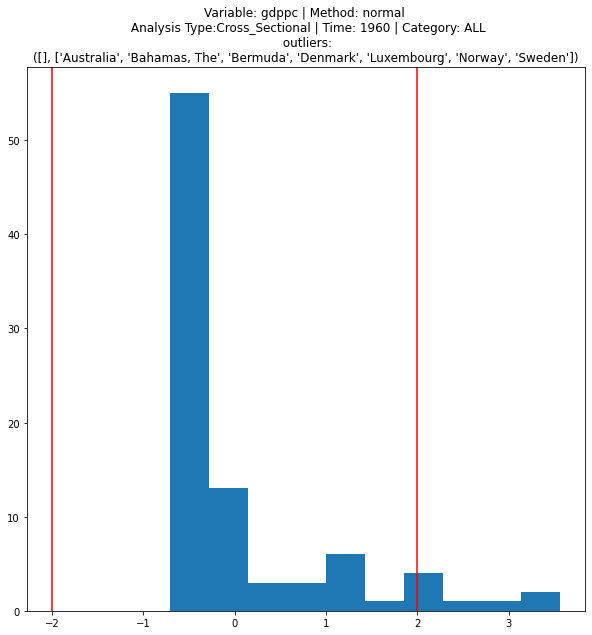 Variable: gdppc | Method: normal
Analysis Type:Cross_Sectional | Time: 1960 | Category: ALL
outliers:
([], ['Australia', 'Bahamas, The', 'Bermuda', 'Denmark', 'Luxembourg', 'Norway', 'Sweden'])
50
40
30
20
10
0
−2 −1 0 1 2 3